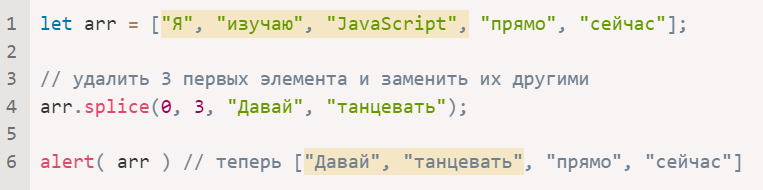 1 let arr = ["Я", "изучаю", "JavaScript", "прямо", "сейчас"];
2
3 // удалить 3 первых элемента и заменить их другими
4 arr.splice(0, 3, "Давай", "танцевать");
5
6 alert( arr ) // теперь ["Давай", "танцевать", "прямо", "сейчас"]